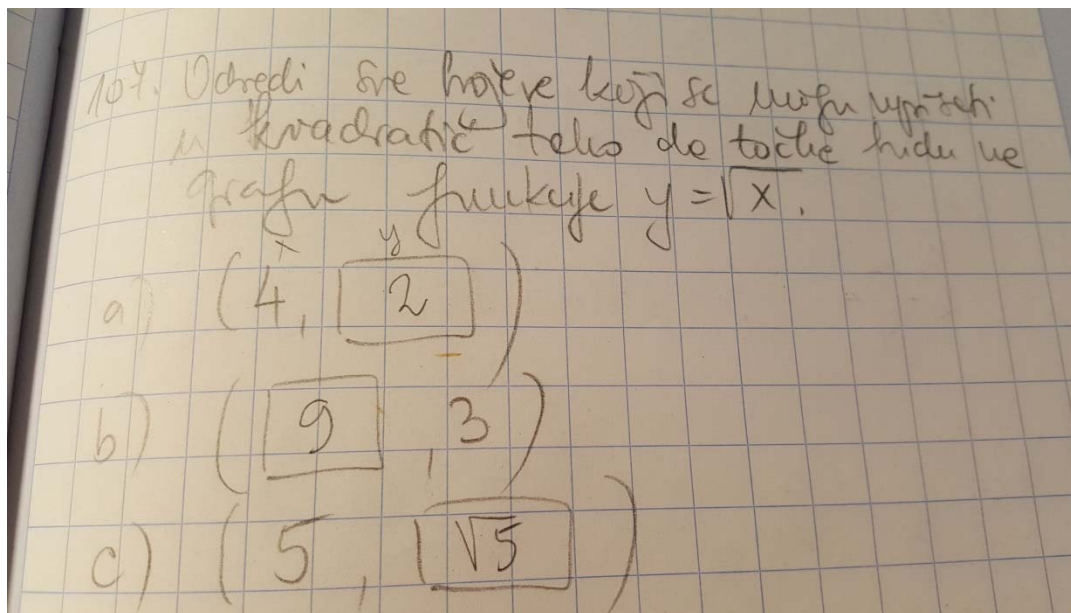 107. Odredi sve brojeve koji se mogu upisati
u kvadratić tako da točke budu na
grafu funkcije y = √x.
x y
a) (4, 2)
b) (9, 3)
c) (5, √5)